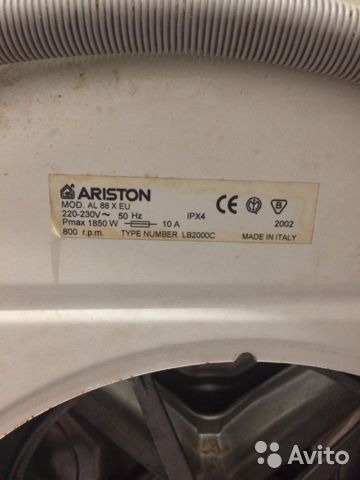 ARISTON
MOD. AL 88 X EU
220-230V~ 50 Hz IPX4
Pmax 1850 W 10 A
800 r.p.m. TYPE NUMBER LB2000C
CE B 2002
MADE IN ITALY
Avito